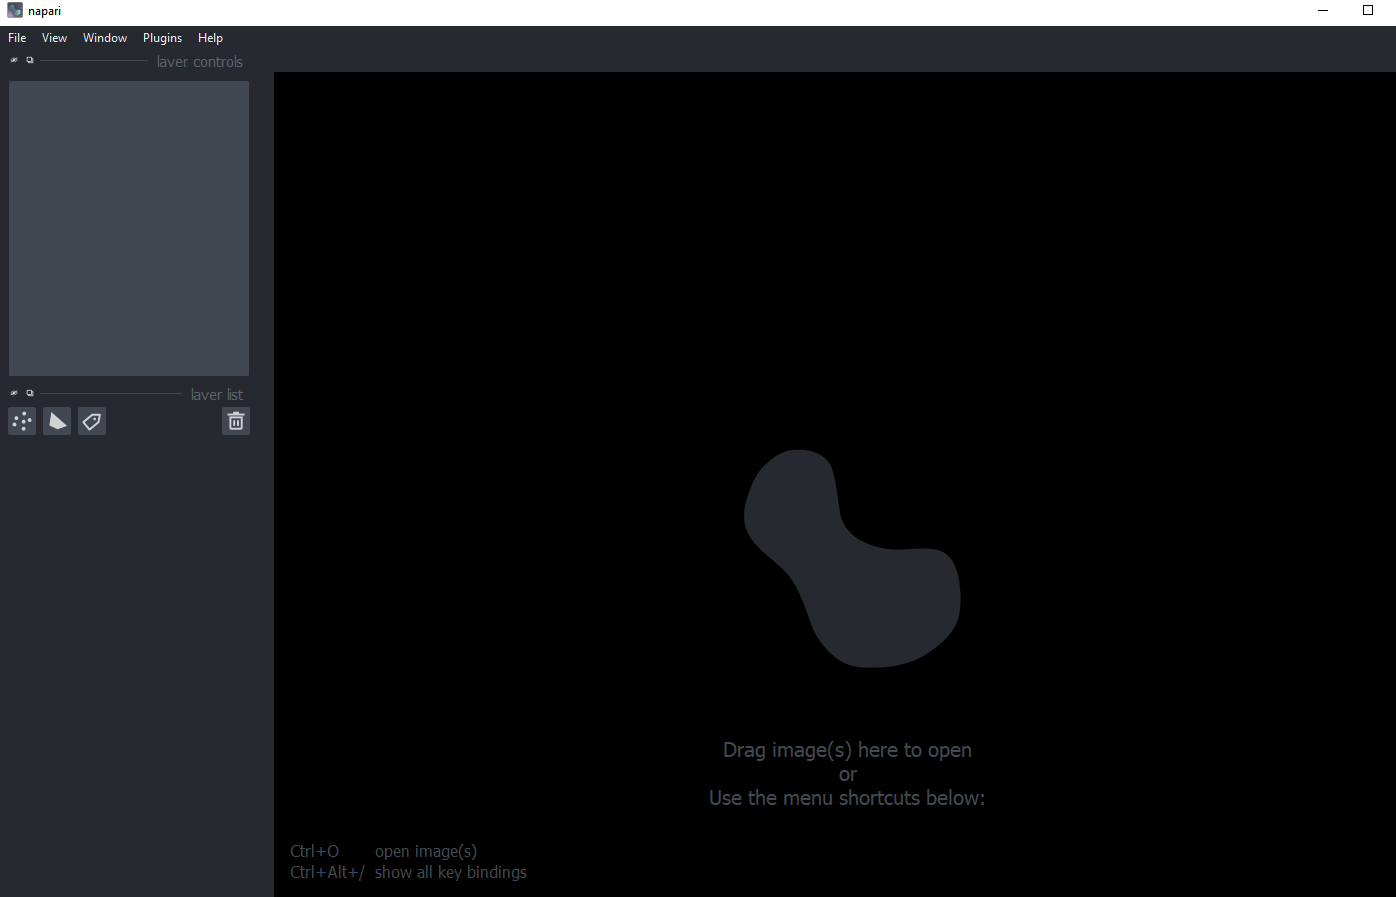 napari
File View Window Plugins Help
layer controls
layer list
Drag image(s) here to open
or
Use the menu shortcuts below:
Ctrl+O open image(s)
Ctrl+Alt+/ show all key bindings